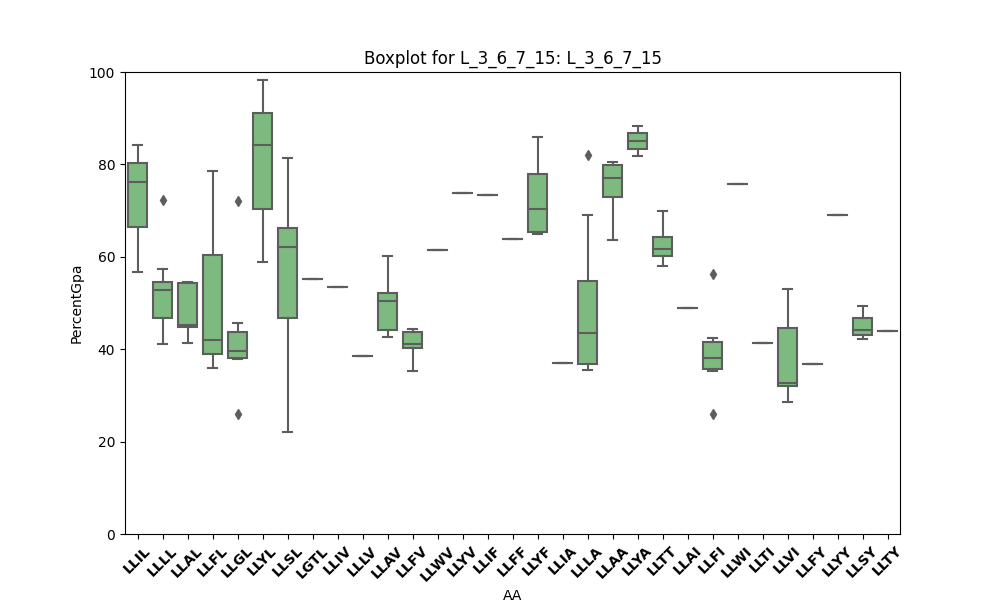 Boxplot for L_3_6_7_15: L_3_6_7_15
100
80
60
40
20
0
PercentGpa
LLIL LLLL LLAL LLFL LLGL LLYL LLSL LGTL LLIV LLLV LLAV LLFV LLWV LLYV LLIF LLFF LLYF LLIA LLLA LLAA LLYA LLTT LLAI LLFI LLWI LLTI LLVI LLFY LLYY LLSY LLTY
AA